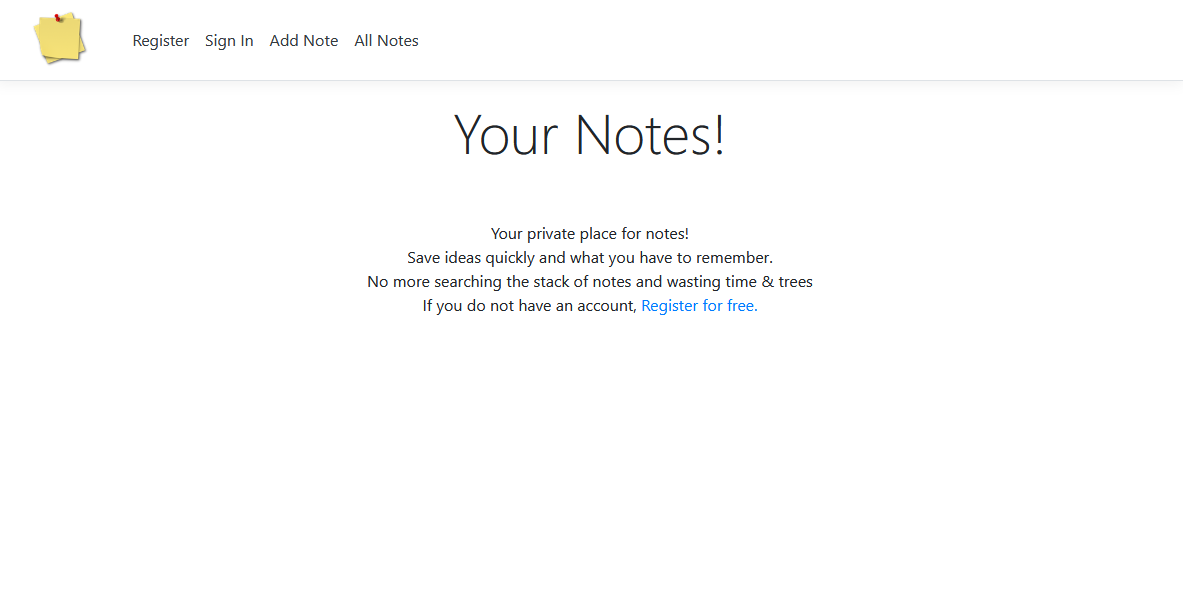 Register Sign In Add Note All Notes
Your Notes!
Your private place for notes!
Save ideas quickly and what you have to remember.
No more searching the stack of notes and wasting time & trees
If you do not have an account, Register for free.